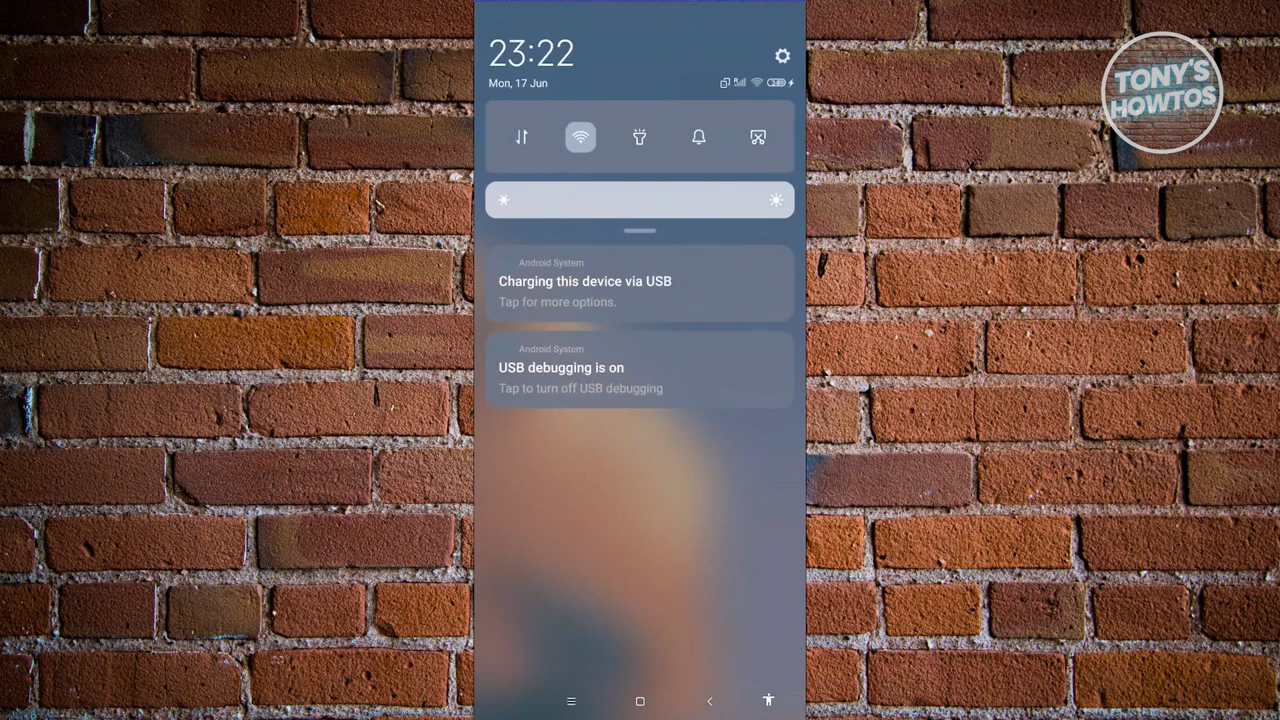 23:22
Mon, 17 Jun
Android System
Charging this device via USB
Tap for more options.
Android System
USB debugging is on
Tap to turn off USB debugging
TONY'S
HOWTOS